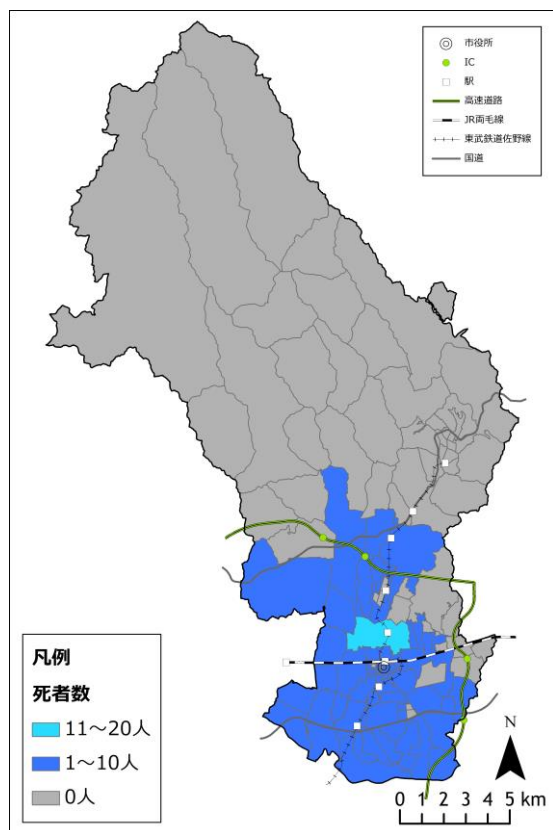 市役所
IC
駅
高速道路
JR両毛線
東武鉄道佐野線
国道
凡例
死者数
11~20人
1~10人
0人
N
0 1 2 3 4 5 km